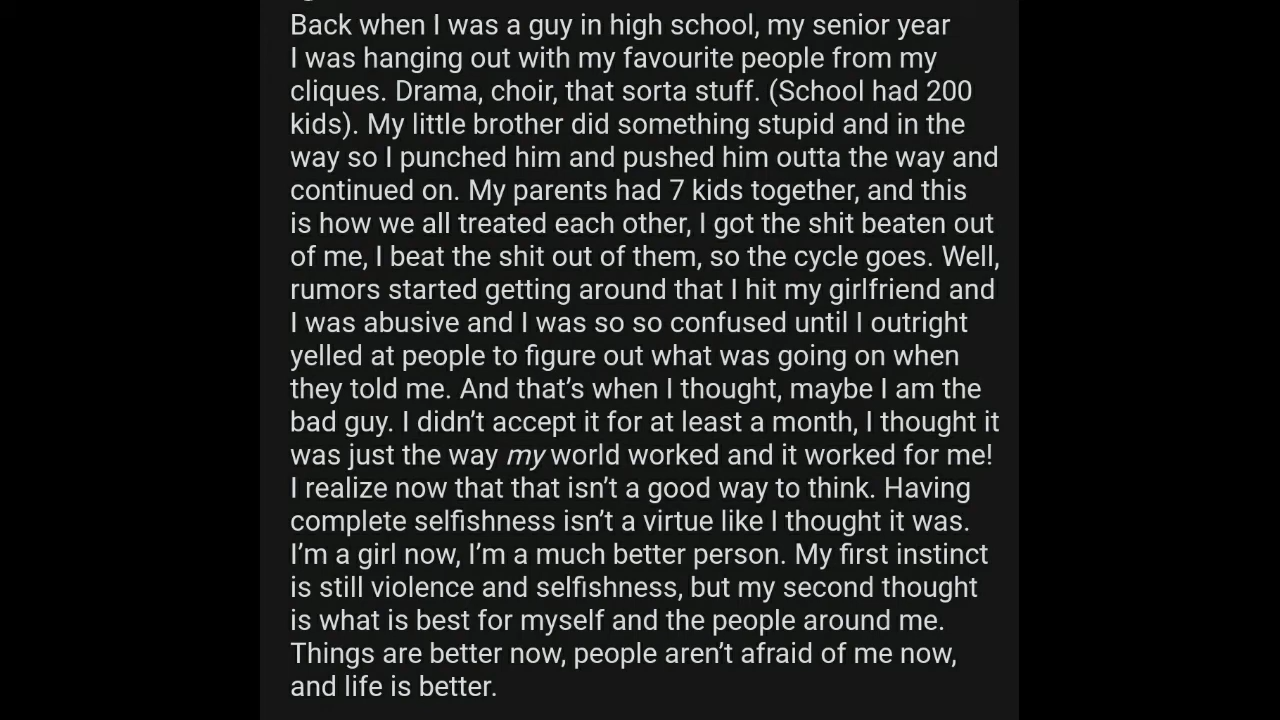 Back when I was a guy in high school, my senior year
I was hanging out with my favourite people from my
cliques. Drama, choir, that sorta stuff. (School had 200
kids). My little brother did something stupid and in the
way so I punched him and pushed him outta the way and
continued on. My parents had 7 kids together, and this
is how we all treated each other, I got the shit beaten out
of me, I beat the shit out of them, so the cycle goes. Well,
rumors started getting around that I hit my girlfriend and
I was abusive and I was so so confused until I outright
yelled at people to figure out what was going on when
they told me. And that’s when I thought, maybe I am the
bad guy. I didn’t accept it for at least a month, I thought it
was just the way my world worked and it worked for me!
I realize now that that isn’t a good way to think. Having
complete selfishness isn’t a virtue like I thought it was.
I’m a girl now, I’m a much better person. My first instinct
is still violence and selfishness, but my second thought
is what is best for myself and the people around me.
Things are better now, people aren’t afraid of me now,
and life is better.